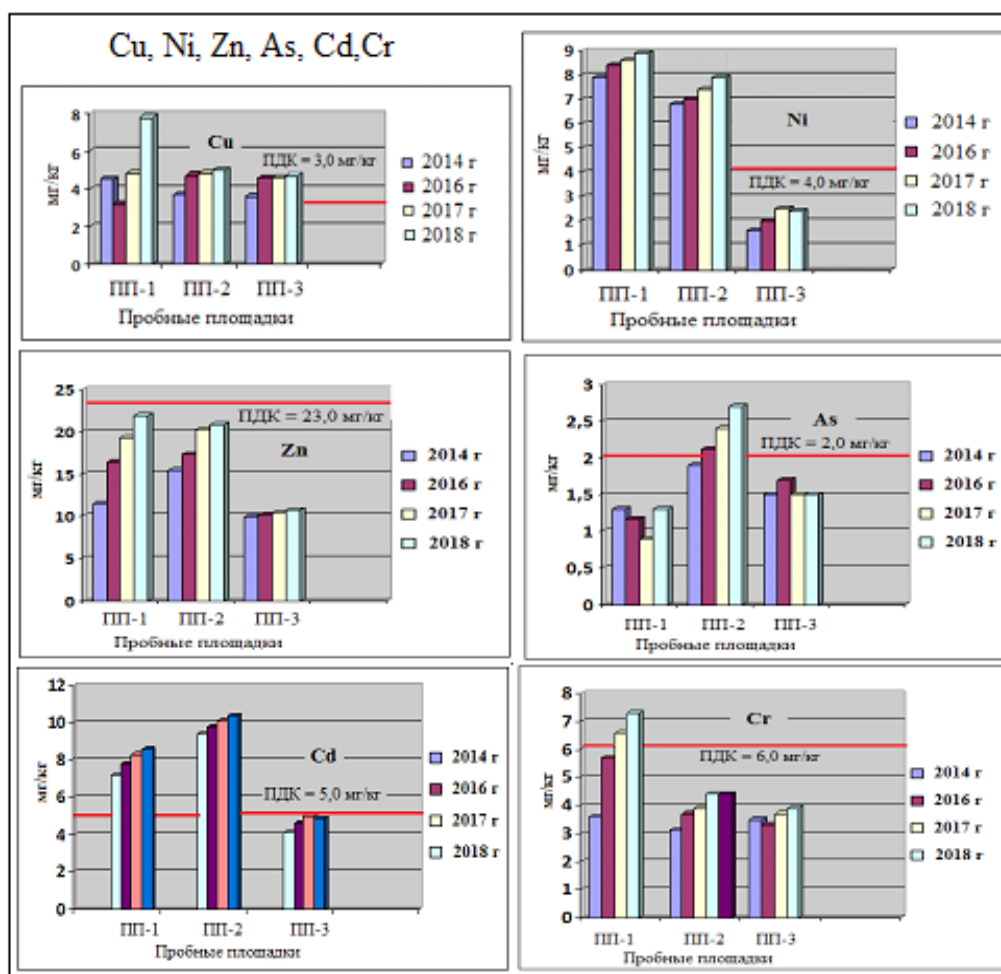 Cu, Ni, Zn, As, Cd,Cr
мг/кг
8
6
4
2
0
Cu
ПДК = 3,0 мг/кг
2014 г
2016 г
2017 г
2018 г
ПП-1 ПП-2 ПП-3
Пробные площадки
мг/кг
9
8
7
6
5
4
3
2
1
0
Ni
ПДК = 4,0 мг/кг
2014 г
2016 г
2017 г
2018 г
ПП-1 ПП-2 ПП-3
Пробные площадки
мг/кг
25
20
15
10
5
0
ПДК = 23,0 мг/кг
Zn
2014 г
2016 г
2017 г
2018 г
ПП-1 ПП-2 ПП-3
Пробные площадки
мг/кг
3
2,5
2
1,5
1
0,5
0
As
ПДК = 2,0 мг/кг
2014 г
2016 г
2017 г
2018 г
ПП-1 ПП-2 ПП-3
Пробные площадки
мг/кг
12
10
8
6
4
2
0
Cd
ПДК = 5,0 мг/кг
2014 г
2016 г
2017 г
2018 г
ПП-1 ПП-2 ПП-3
Пробные площадки
мг/кг
8
7
6
5
4
3
2
1
0
Cr
ПДК = 6,0 мг/кг
2014 г
2016 г
2017 г
2018 г
ПП-1 ПП-2 ПП-3
Пробные площадки